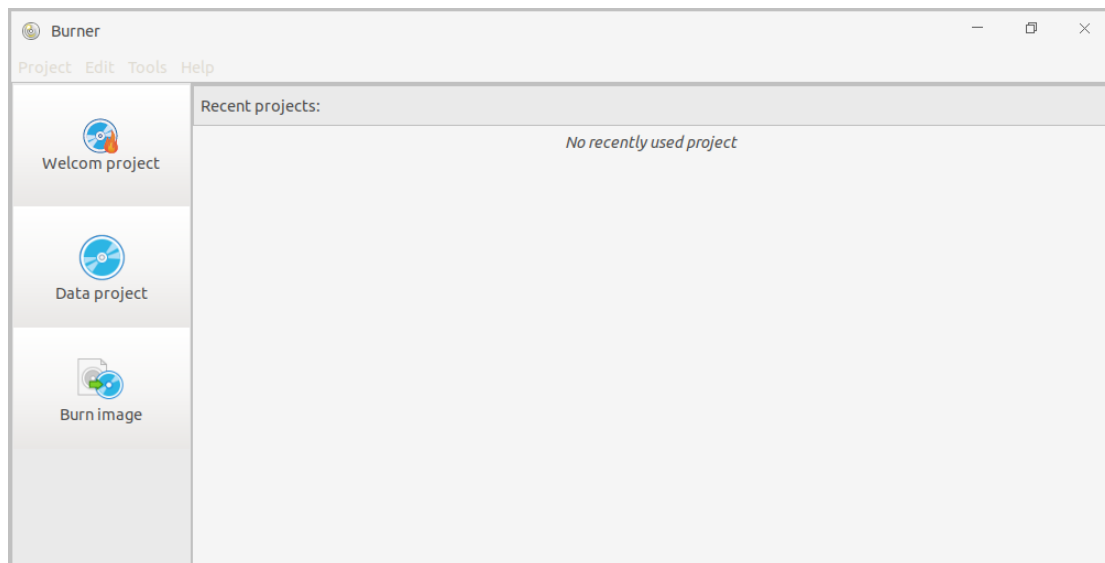 Burner
Project Edit Tools Help
Recent projects:
No recently used project
Welcom project
Data project
Burn image